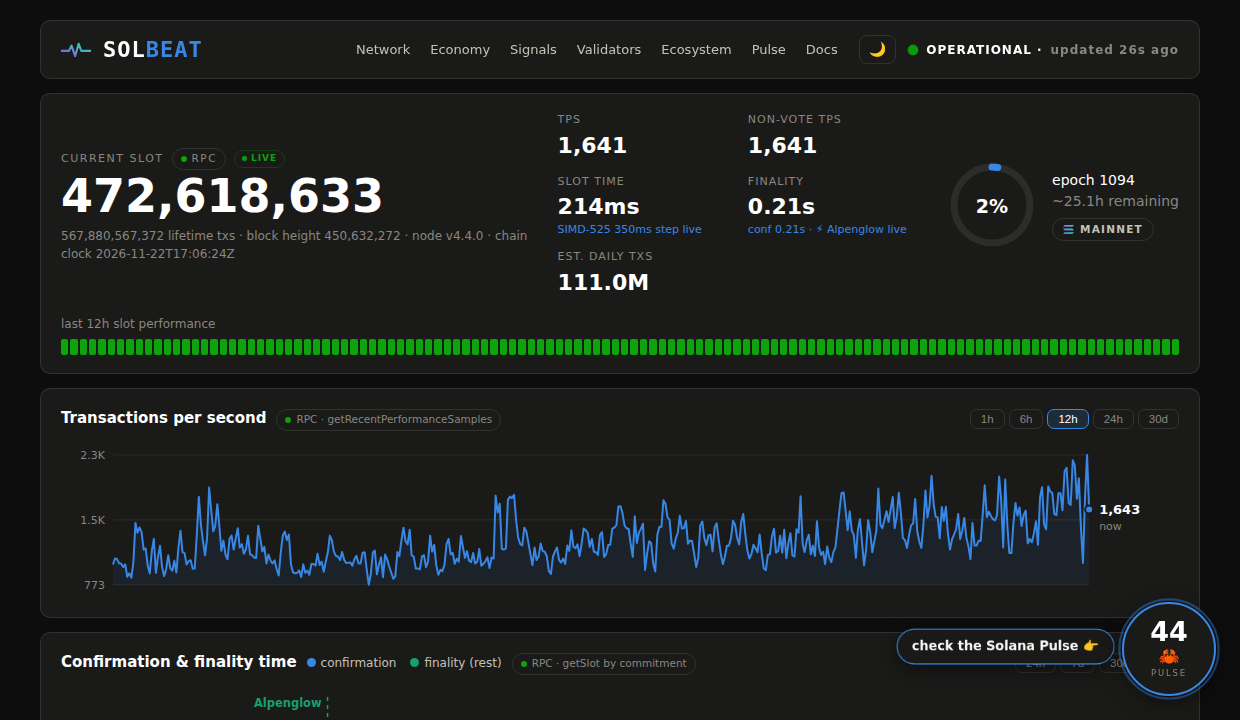 SOLBEAT
Network Economy Signals Validators Ecosystem Pulse Docs
OPERATIONAL · updated 26s ago
CURRENT SLOT RPC LIVE
472,618,633
567,880,567,372 lifetime txs · block height 450,632,272 · node v4.4.0 · chain
clock 2026-11-22T17:06:24Z
TPS
1,641
NON-VOTE TPS
1,641
SLOT TIME
214ms
SIMD-525 350ms step live
FINALITY
0.21s
conf 0.21s · ⚡ Alpenglow live
EST. DAILY TXS
111.0M
2%
epoch 1094
~25.1h remaining
MAINNET
last 12h slot performance
Transactions per second RPC · getRecentPerformanceSamples
1h 6h 12h 24h 30d
2.3K
1.5K
773
1,643
now
Confirmation & finality time confirmation finality (rest) RPC · getSlot by commitment
Alpenglow
check the Solana Pulse 👉
44
🦀
PULSE